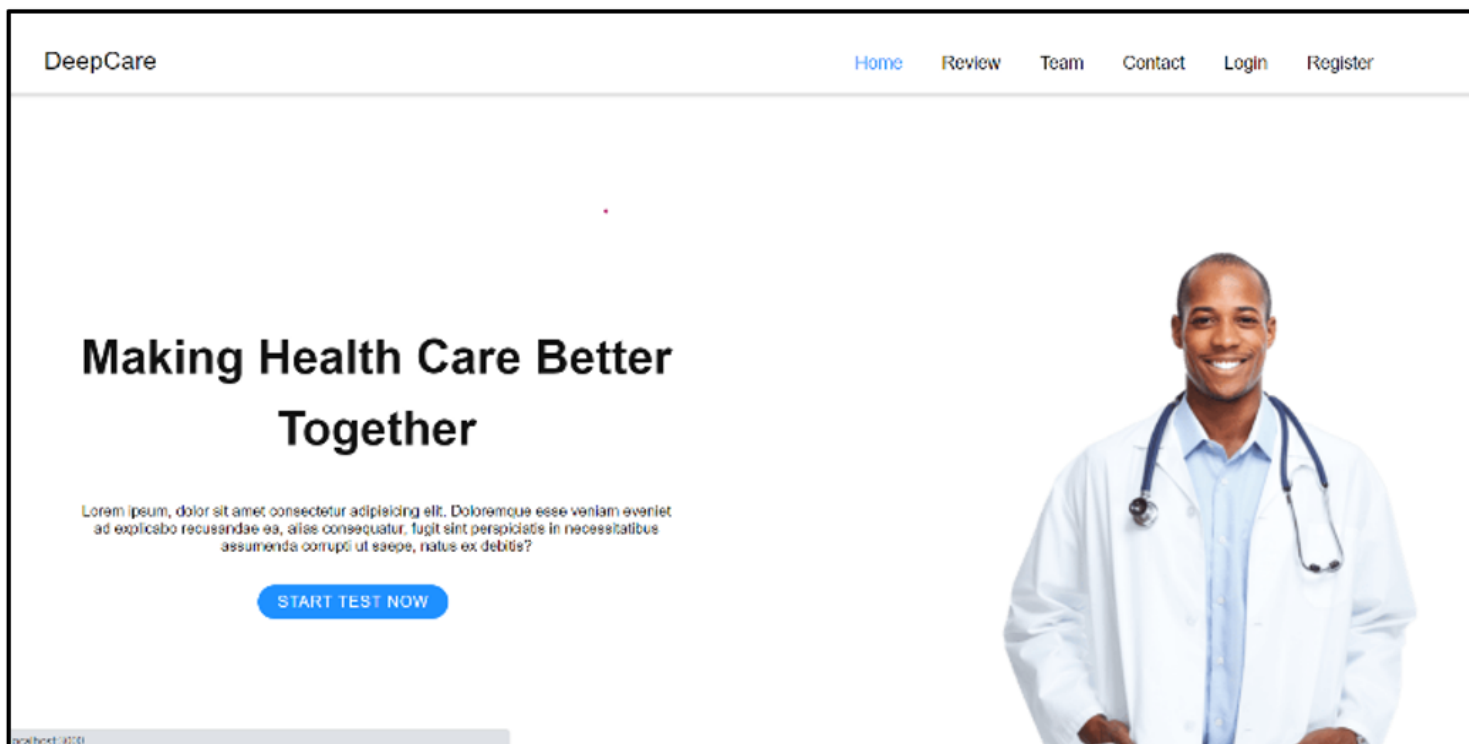 DeepCare
Home Review Team Contact Login Register
Making Health Care Better
Together
Lorem ipsum, dolor sit amet consectetur adipisicing elit. Doloremque esse veniam eveniet
ad explicabo recusandae ea, alias consequatur, fugit sint perspiciatis in necessitatibus
assumenda corrupti ut saepe, natus ex debitis?
START TEST NOW